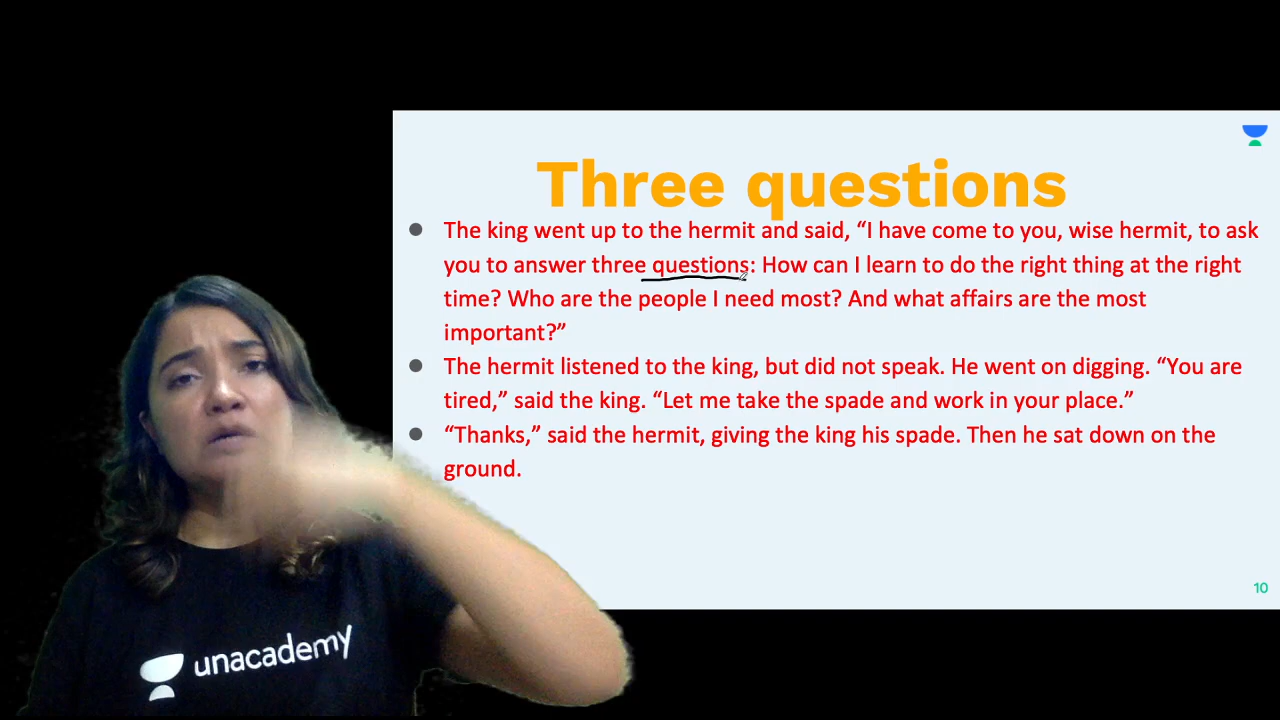 Three questions
The king went up to the hermit and said, “I have come to you, wise hermit, to ask
you to answer three questions: How can I learn to do the right thing at the right
time? Who are the people I need most? And what affairs are the most
important?”
The hermit listened to the king, but did not speak. He went on digging. “You are
tired,” said the king. “Let me take the spade and work in your place.”
“Thanks,” said the hermit, giving the king his spade. Then he sat down on the
ground.
10
unacademy